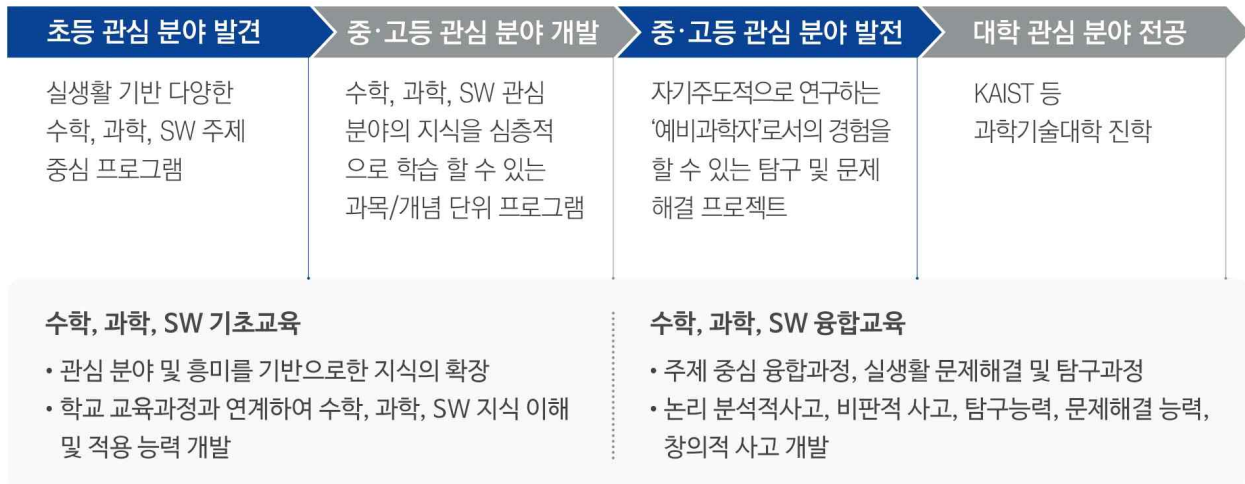 초등 관심 분야 발견
중·고등 관심 분야 개발
중·고등 관심 분야 발전
대학 관심 분야 전공
실생활 기반 다양한
수학, 과학, SW 주제
중심 프로그램
수학, 과학, SW 관심
분야의 지식을 심층적
으로 학습 할 수 있는
과목/개념 단위 프로그램
자기주도적으로 연구하는
‘예비과학자’로서의 경험을
할 수 있는 탐구 및 문제
해결 프로젝트
KAIST 등
과학기술대학 진학
수학, 과학, SW 기초교육
• 관심 분야 및 흥미를 기반으로한 지식의 확장
• 학교 교육과정과 연계하여 수학, 과학, SW 지식 이해
및 적용 능력 개발
수학, 과학, SW 융합교육
• 주제 중심 융합과정, 실생활 문제해결 및 탐구과정
• 논리 분석적사고, 비판적 사고, 탐구능력, 문제해결 능력,
창의적 사고 개발